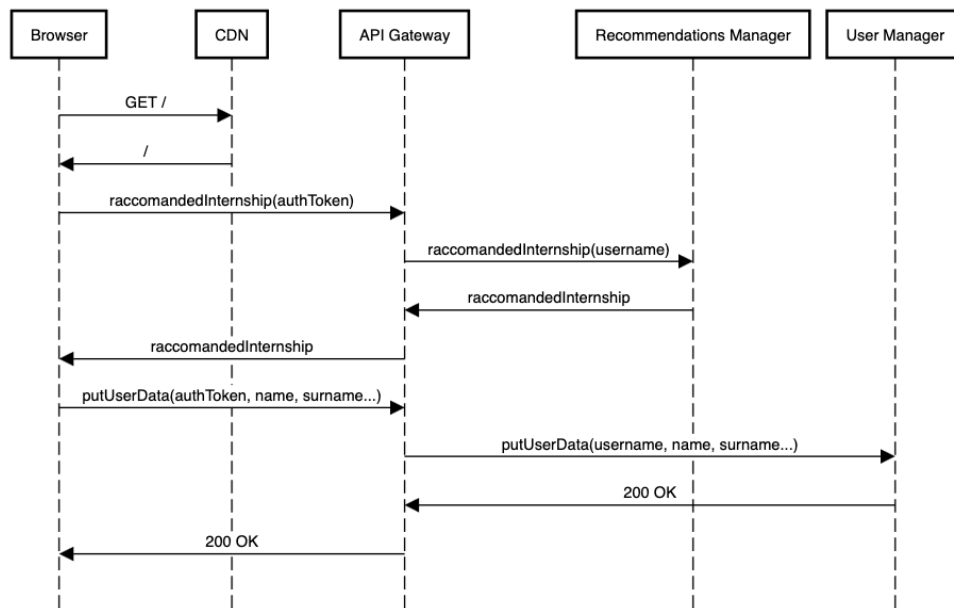 Browser
CDN
API Gateway
Recommendations Manager
User Manager
GET /
/
raccomandedInternship(authToken)
raccomandedInternship(username)
raccomandedInternship
raccomandedInternship
putUserData(authToken, name, surname...)
putUserData(username, name, surname...)
200 OK
200 OK